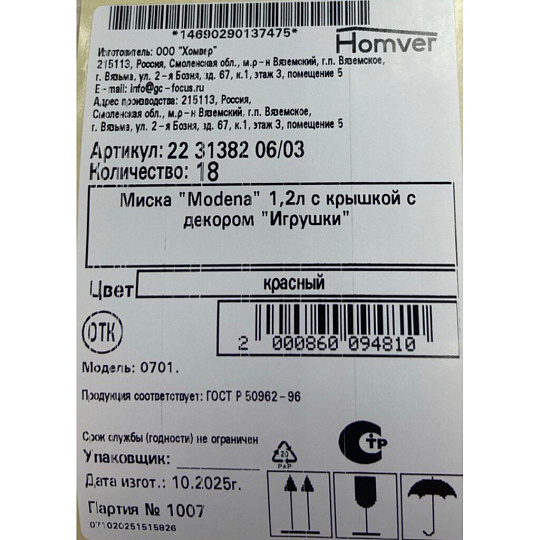 *14690290137475*
Homver
Изготовитель: ООО "Хомвер"
215113, Россия, Смоленская обл., м.р-н Вяземский, г.п. Вяземское,
г. Вязьма, ул. 2-я Бозня, зд. 67, к.1, этаж 3, помещение 5
E-mail: info@gc-focus.ru
Адрес производства: 215113, Россия,
Смоленская обл., м.р-н Вяземский, г.п. Вяземское,
г. Вязьма, ул. 2-я Бозня, зд. 67, к.1, этаж 3, помещение 5
Артикул: 22 31382 06/03
Количество: 18
Миска "Modena" 1,2л с крышкой с
декором "Игрушки"
Цвет красный
ОТК
2 000860 094810
Модель: 0701.
Продукция соответствует: ГОСТ Р 50962-96
Срок службы (годности) не ограничен
Упаковщик:
20
PAP
СТР
Дата изгот.: 10.2025г.
Партия № 1007
071020251515826